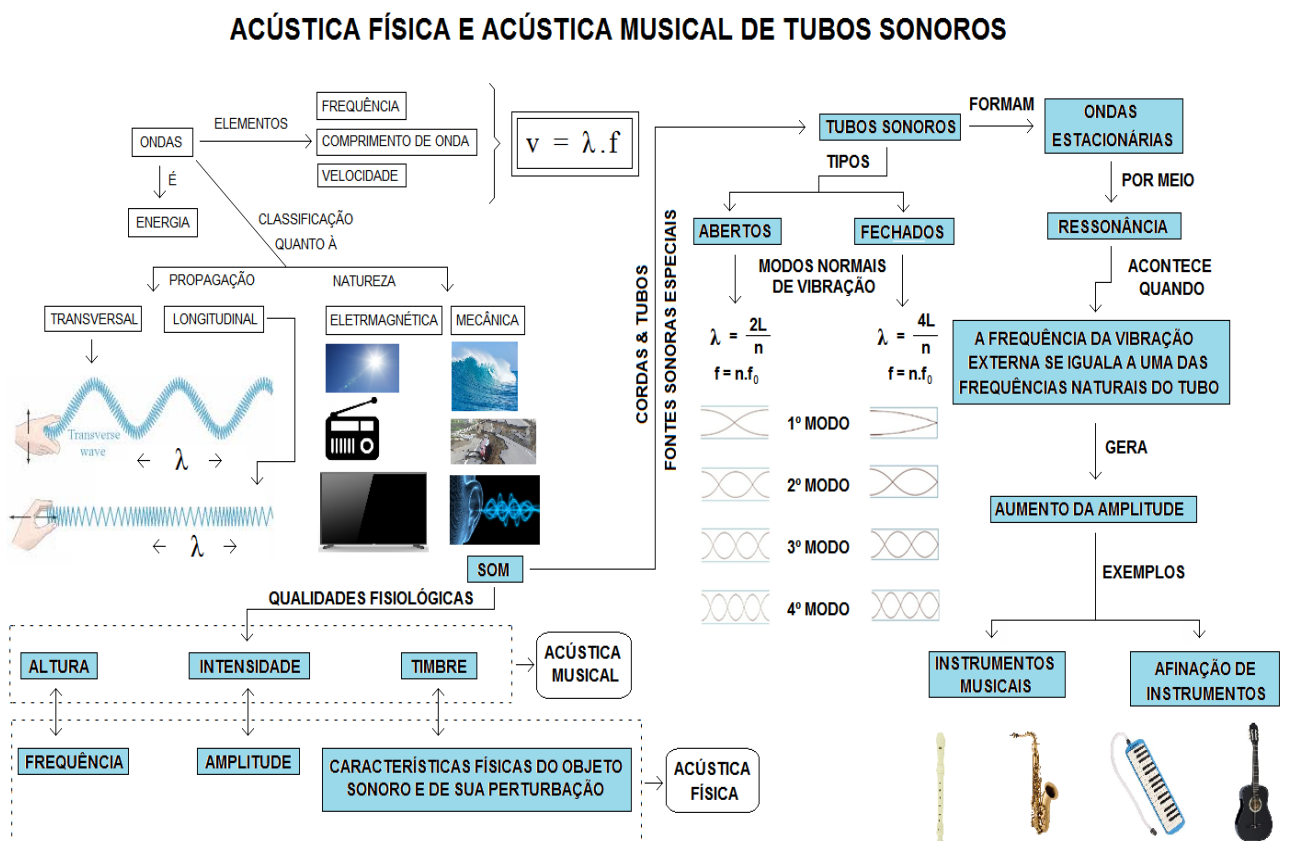 ACÚSTICA FÍSICA E ACÚSTICA MUSICAL DE TUBOS SONOROS
ONDAS
ELEMENTOS
FREQUÊNCIA
COMPRIMENTO DE ONDA
VELOCIDADE
v = λ.f
É
ENERGIA
CLASSIFICAÇÃO
QUANTO À
PROPAGAÇÃO
NATUREZA
TRANSVERSAL
LONGITUDINAL
ELETRMAGNÉTICA
MECÂNICA
Transverse
wave
← λ →
← λ →
SOM
CORDAS & TUBOS
FONTES SONORAS ESPECIAIS
QUALIDADES FISIOLÓGICAS
ALTURA
INTENSIDADE
TIMBRE
ACÚSTICA
MUSICAL
FREQUÊNCIA
AMPLITUDE
CARACTERÍSTICAS FÍSICAS DO OBJETO
SONORO E DE SUA PERTURBAÇÃO
ACÚSTICA
FÍSICA
TUBOS SONOROS
FORMAM
ONDAS
ESTACIONÁRIAS
TIPOS
POR MEIO
ABERTOS
FECHADOS
RESSONÂNCIA
MODOS NORMAIS
DE VIBRAÇÃO
λ = 2L/n
f = n.f₀
λ = 4L/n
f = n.f₀
1º MODO
2º MODO
3º MODO
4º MODO
ACONTECE
QUANDO
A FREQUÊNCIA DA VIBRAÇÃO
EXTERNA SE IGUALA A UMA DAS
FREQUÊNCIAS NATURAIS DO TUBO
GERA
AUMENTO DA AMPLITUDE
EXEMPLOS
INSTRUMENTOS
MUSICAIS
AFINAÇÃO DE
INSTRUMENTOS